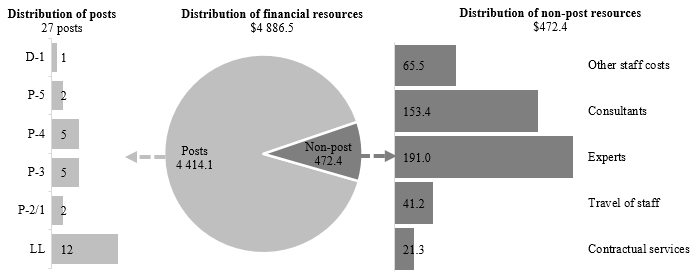 Distribution of posts
27 posts
D-1 1
P-5 2
P-4 5
P-3 5
P-2/1 2
LL 12
Distribution of financial resources
$4 886.5
Posts
4 414.1
Non-post
472.4
Distribution of non-post resources
$472.4
65.5 Other staff costs
153.4 Consultants
191.0 Experts
41.2 Travel of staff
21.3 Contractual services